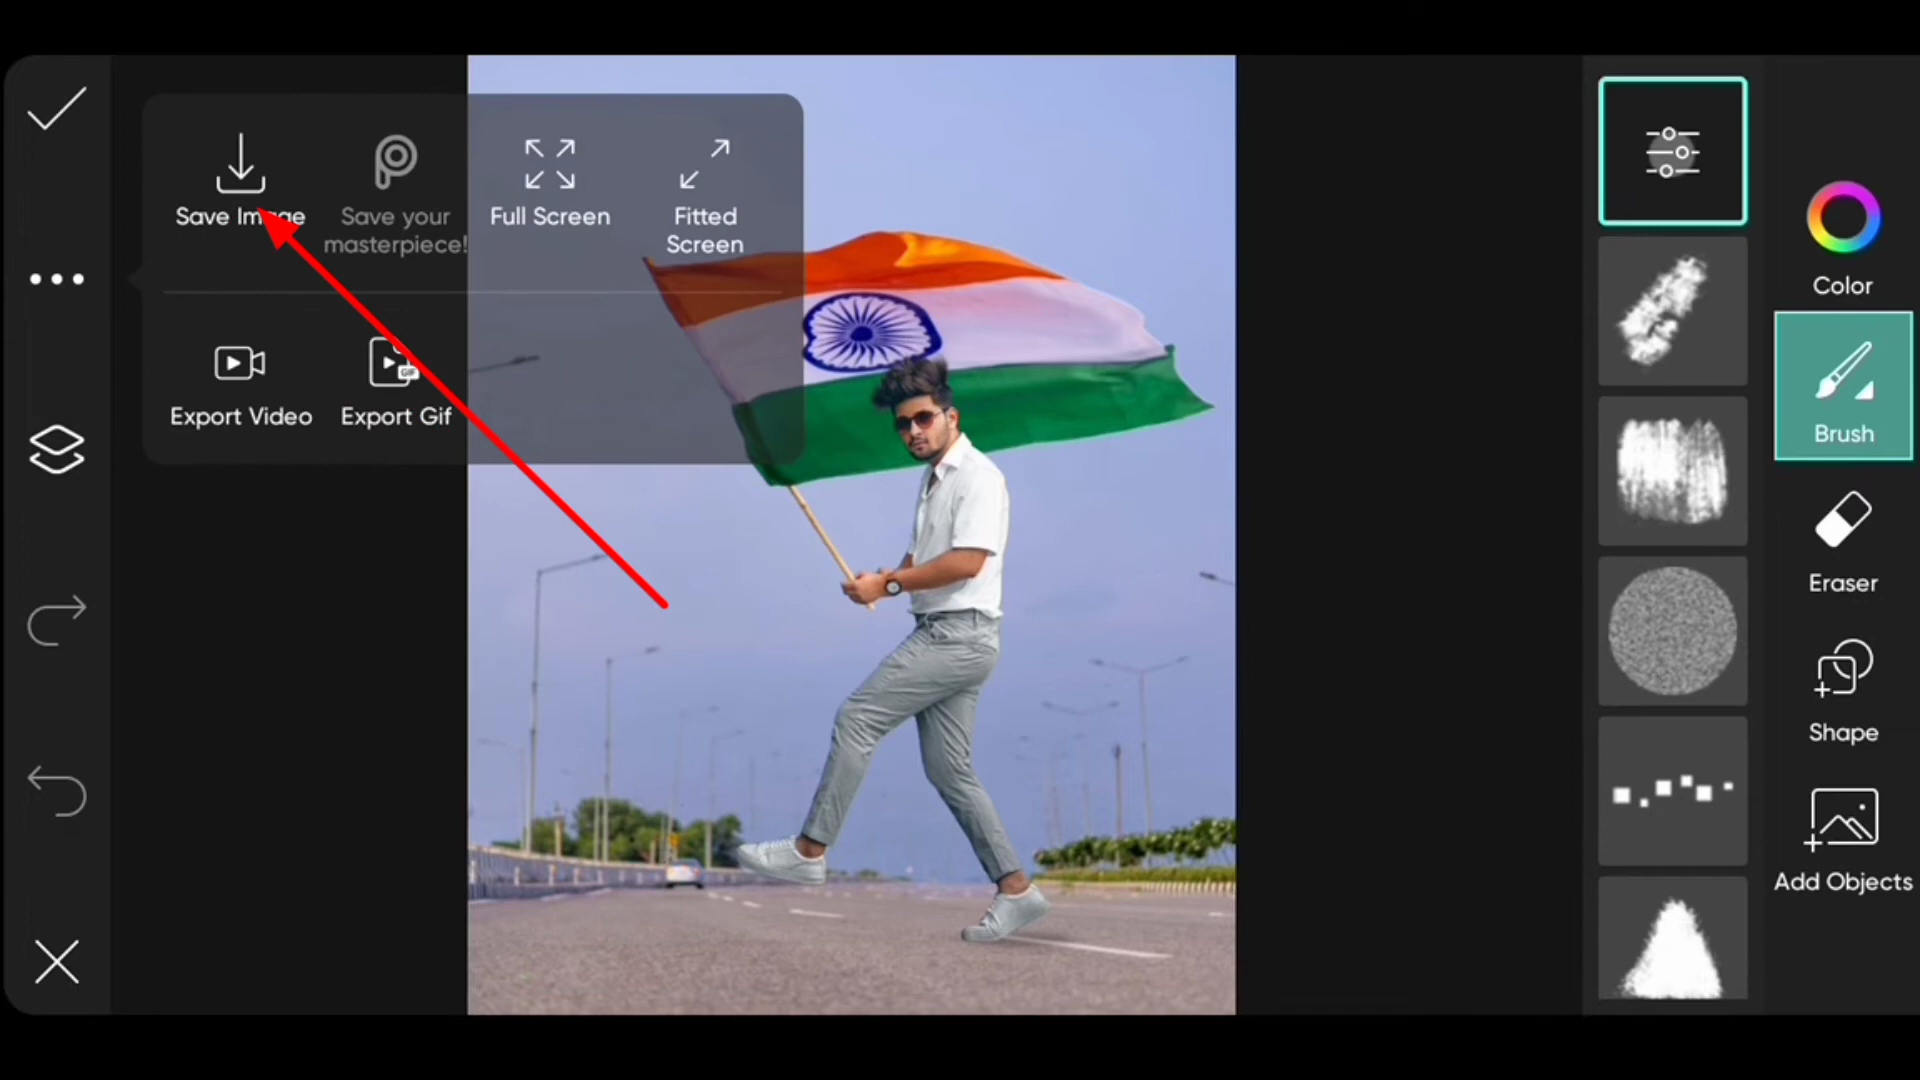 Save Image
Save your
masterpiece!
Full Screen
Fitted
Screen
Export Video
GIF
Export Gif
Color
Brush
Eraser
Shape
Add Objects